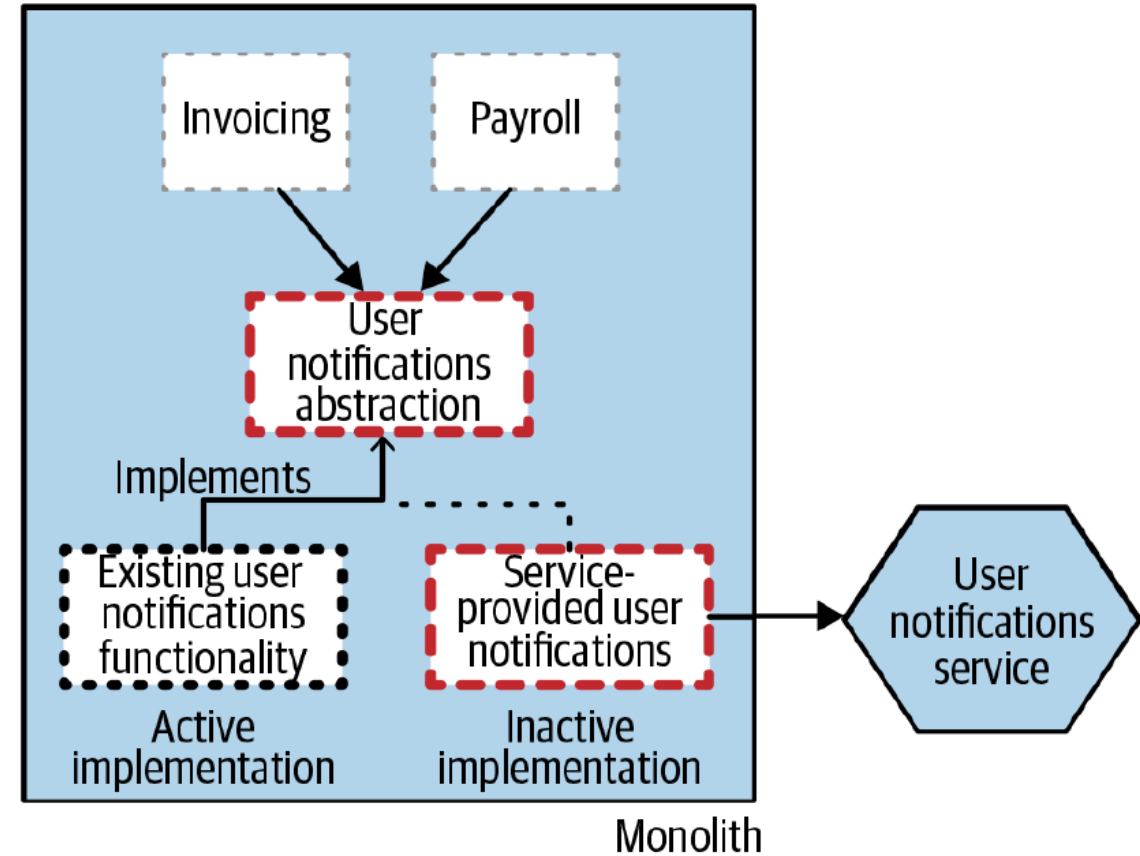 Invoicing
Payroll
User
notifications
abstraction
Implements
Existing user
notifications
functionality
Service-
provided user
notifications
User
notifications
service
Active
implementation
Inactive
implementation
Monolith